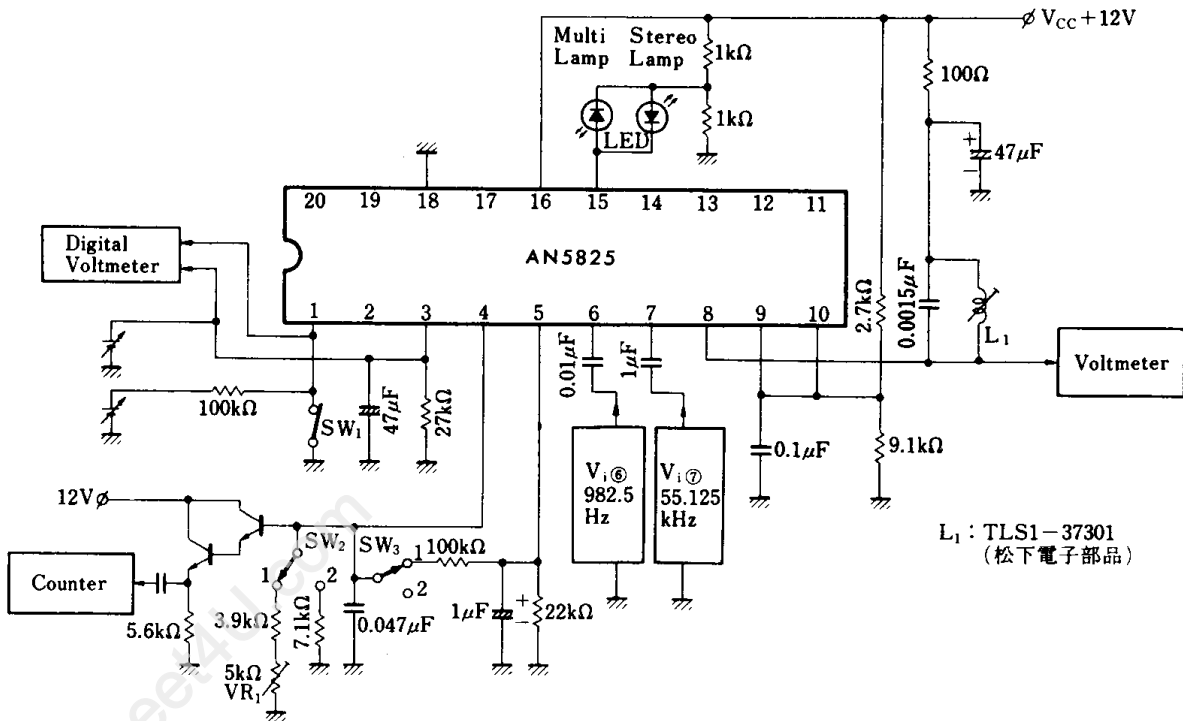 VCC+12V
Multi Lamp
Stereo Lamp
1kΩ
1kΩ
LED
100Ω
47μF
+
−
20 19 18 17 16 15 14 13 12 11
AN5825
1 2 3 4 5 6 7 8 9 10
Digital
Voltmeter
100kΩ
SW1
47μF
27kΩ
0.01μF
1μF
2.7kΩ
0.0015μF
L1
Voltmeter
0.1μF
9.1kΩ
Vi⑥
982.5
Hz
Vi⑦
55.125
kHz
12V
Counter
5.6kΩ
SW2
1
2
3.9kΩ
7.1kΩ
5kΩ
VR1
SW3
1
2
100kΩ
0.047μF
1μF
+
−
22kΩ
L1：TLS1−37301
(松下電子部品)
eet4U.com